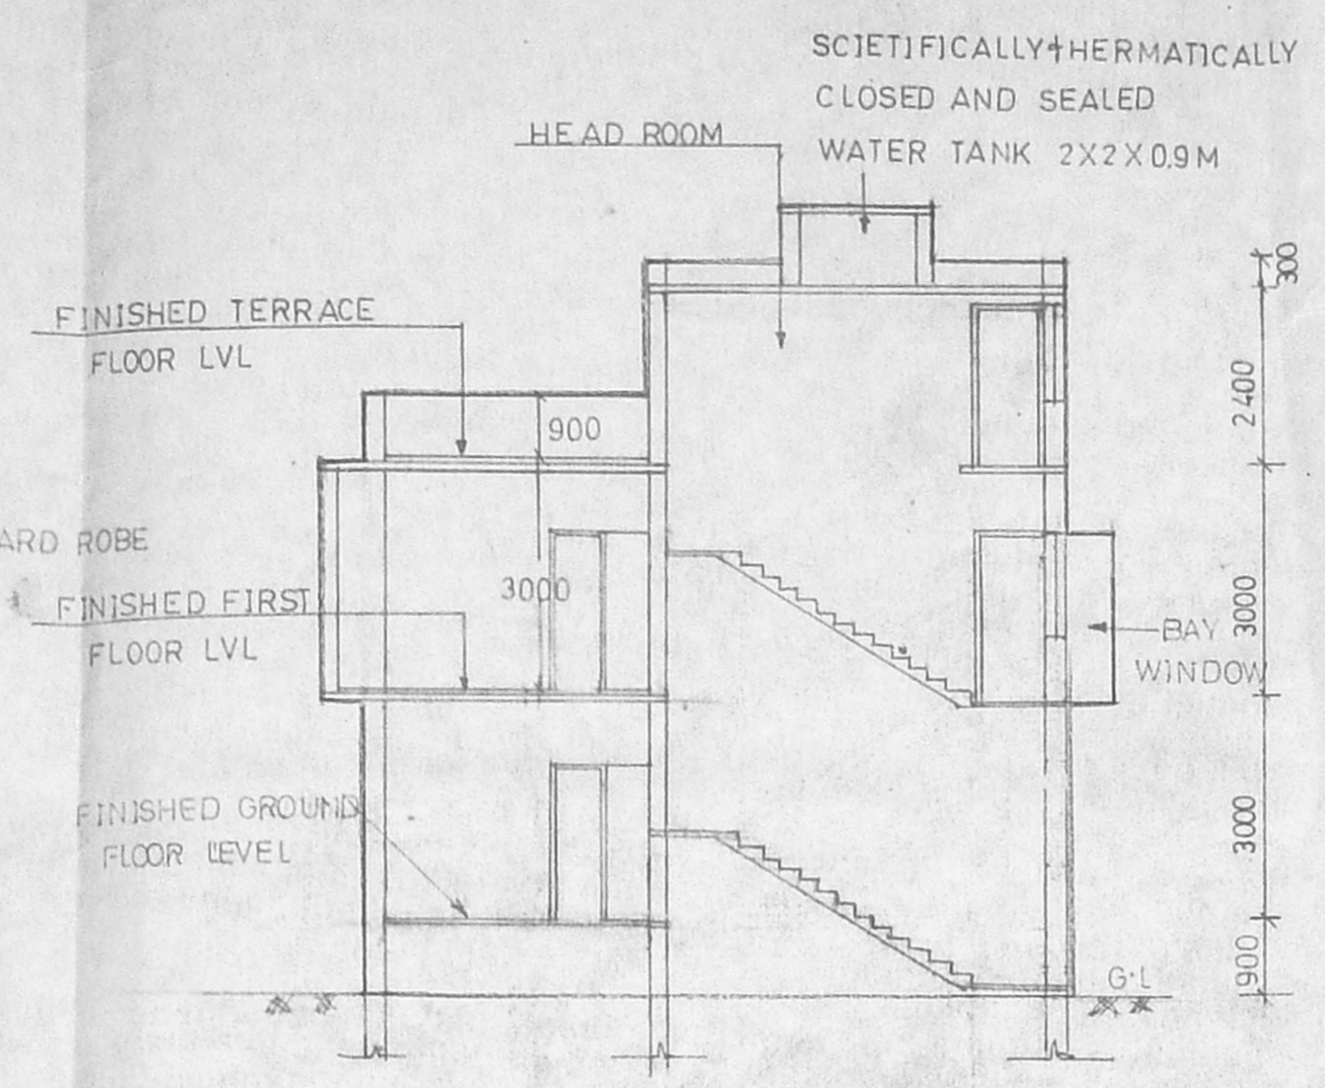 SCIETIFICALLY+HERMATICALLY
CLOSED AND SEALED
WATER TANK 2X2X0.9M
HEAD ROOM
300
FINISHED TERRACE
FLOOR LVL
2400
900
ARD ROBE
3000
FINISHED FIRST
FLOOR LVL
3000
BAY
WINDOW
FINISHED GROUND
FLOOR LEVEL
3000
900
G.L